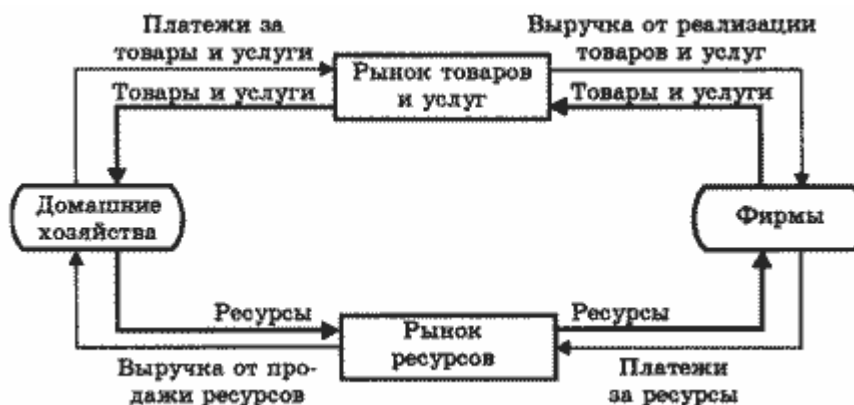 Платежи за
товары и услуги
Выручка от реализации
товаров и услуг
Рынок товаров
и услуг
Товары и услуги
Товары и услуги
Домашние
хозяйства
Фирмы
Ресурсы
Рынок
ресурсов
Ресурсы
Выручка от про-
дажи ресурсов
Платежи
за ресурсы